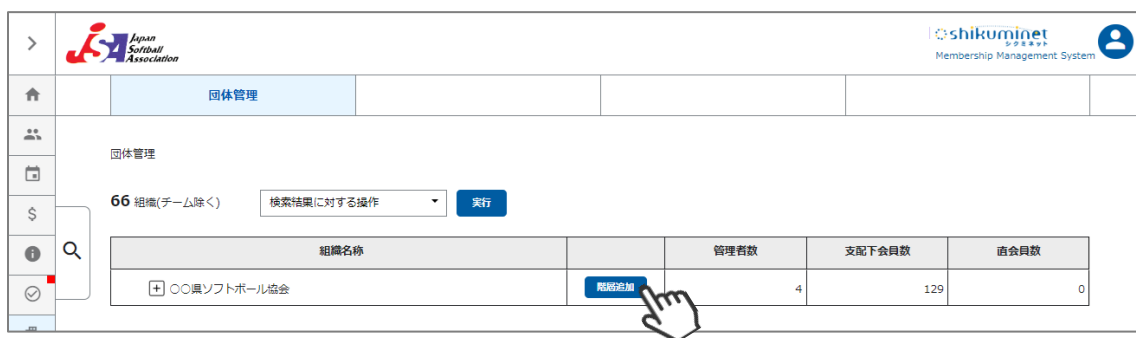 Japan
Softball
Association
shikuminet
シクミネット
Membership Management System
団体管理
団体管理
66 組織(チーム除く) 検索結果に対する操作 実行
組織名称 管理者数 支配下会員数 直会員数
〇〇県ソフトボール協会 階層追加 4 129 0